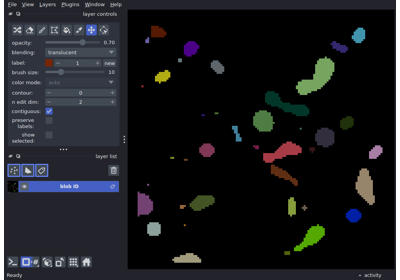 File View Layers Plugins Window Help
layer controls
opacity: 0.70
blending: translucent
label: 1 new
brush size: 10
color mode: auto
contour: 0
n edit dim: 2
contiguous:
preserve labels:
show selected:
layer list
blob ID
Ready activity